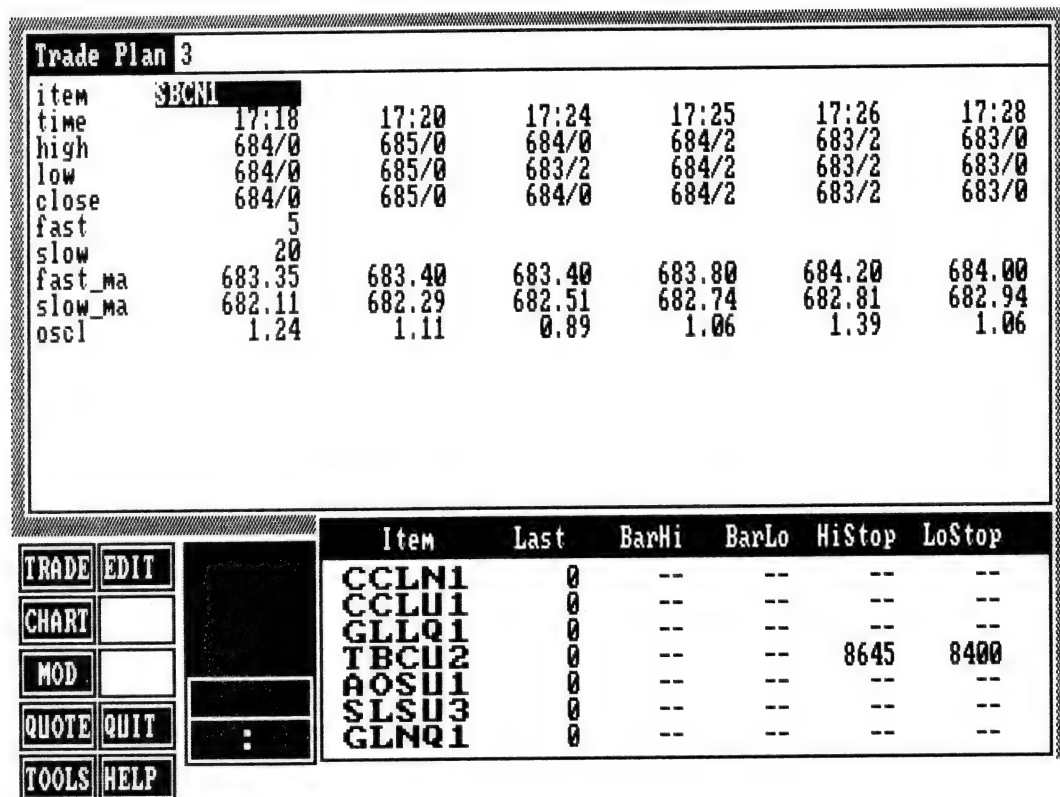 Trade Plan 3
item SBCN1
time 17:18 17:20 17:24 17:25 17:26 17:28
high 684/0 685/0 684/0 684/2 683/2 683/0
low 684/0 685/0 683/2 684/2 683/2 683/0
close 684/0 685/0 684/0 684/2 683/2 683/0
fast 5
slow 20
fast_ma 683.35 683.40 683.40 683.80 684.20 684.00
slow_ma 682.11 682.29 682.51 682.74 682.81 682.94
oscl 1.24 1.11 0.89 1.06 1.39 1.06
TRADE EDIT
CHART
MOD
QUOTE QUIT
TOOLS HELP
:
Item Last BarHi BarLo HiStop LoStop
CCLN1 0 -- -- -- --
CCLU1 0 -- -- -- --
GLLQ1 0 -- -- -- --
TBCU2 0 -- -- 8645 8400
AOSU1 0 -- -- -- --
SLSU3 0 -- -- -- --
GLNQ1 0 -- -- -- --